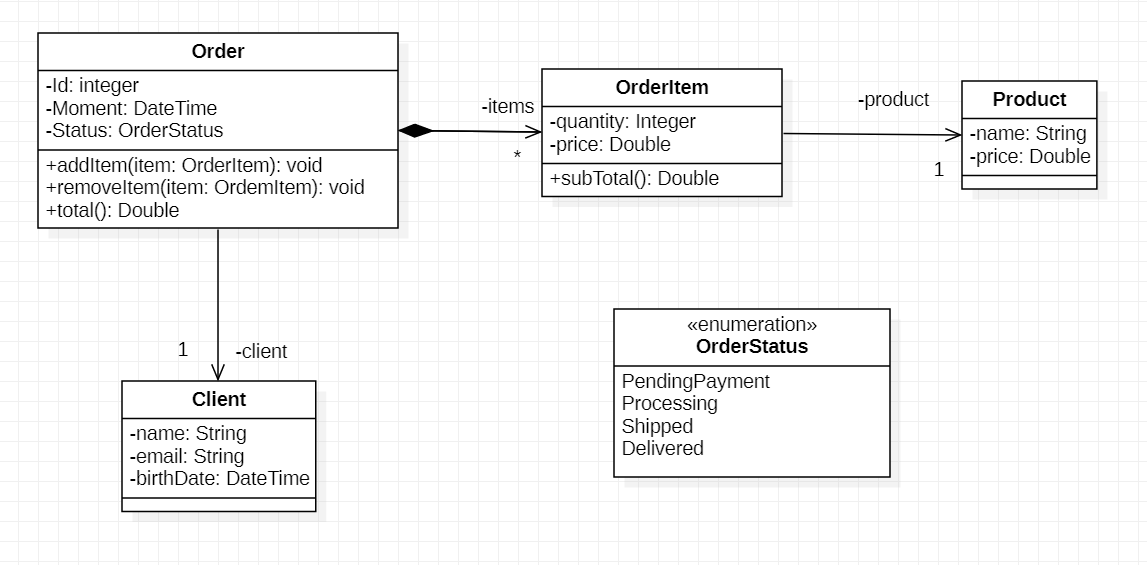 Order
-Id: integer
-Moment: DateTime
-Status: OrderStatus
+addItem(item: OrderItem): void
+removeItem(item: OrdemItem): void
+total(): Double
-items
*
OrderItem
-quantity: Integer
-price: Double
+subTotal(): Double
-product
1
Product
-name: String
-price: Double
1
-client
Client
-name: String
-email: String
-birthDate: DateTime
«enumeration»
OrderStatus
PendingPayment
Processing
Shipped
Delivered